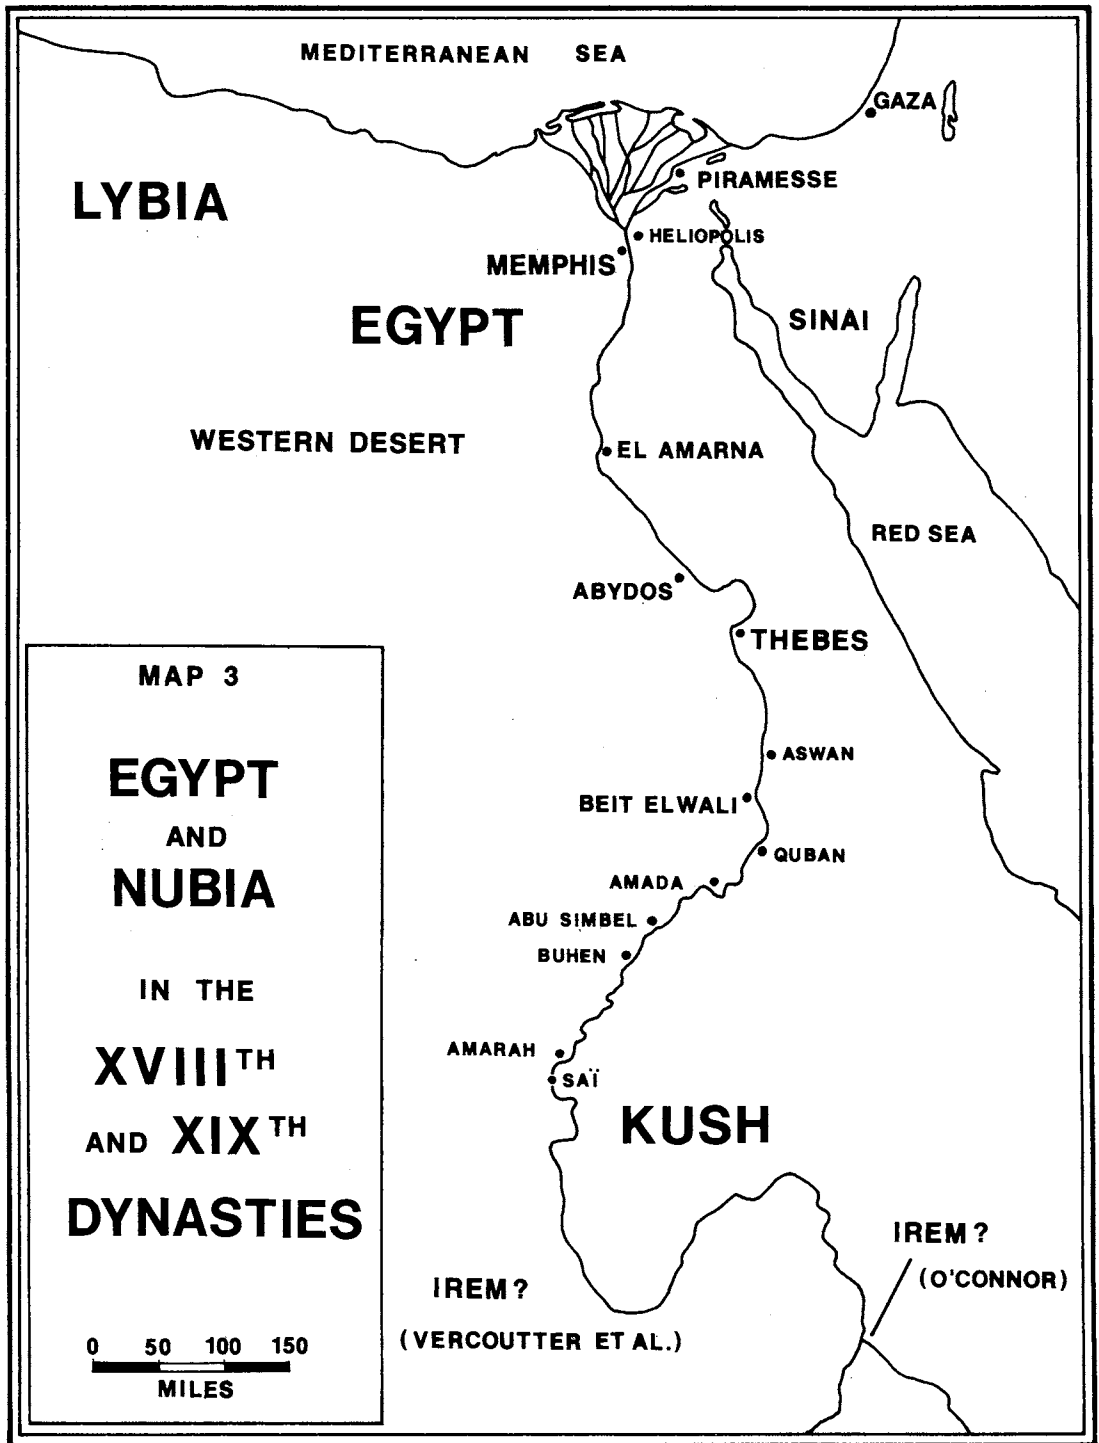 MEDITERRANEAN SEA
GAZA
LYBIA
PIRAMESSE
HELIOPOLIS
MEMPHIS
EGYPT
SINAI
WESTERN DESERT
EL AMARNA
RED SEA
ABYDOS
THEBES
MAP 3
EGYPT
AND
NUBIA
IN THE
XVIIITH
AND XIXTH
DYNASTIES
0 50 100 150
MILES
ASWAN
BEIT ELWALI
QUBAN
AMADA
ABU SIMBEL
BUHEN
AMARAH
SAÏ
KUSH
IREM?
(O'CONNOR)
IREM?
(VERCOUTTER ET AL.)